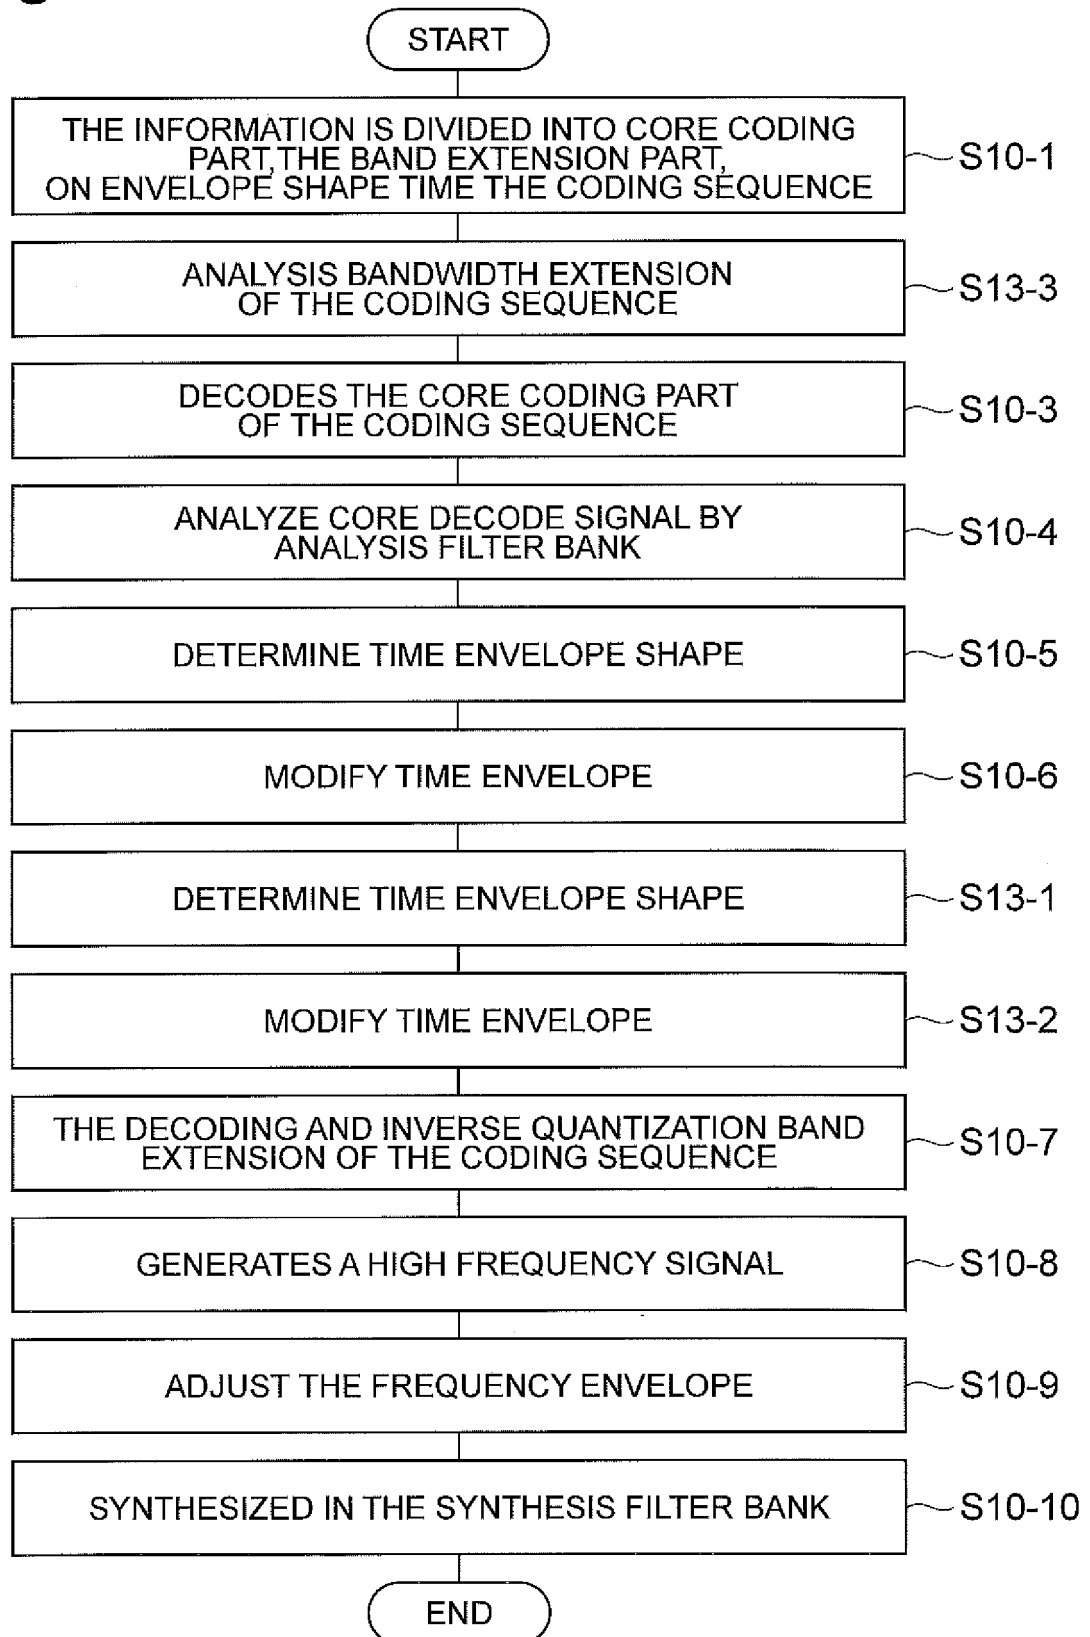 START
THE INFORMATION IS DIVIDED INTO CORE CODING
PART, THE BAND EXTENSION PART,
ON ENVELOPE SHAPE TIME THE CODING SEQUENCE
S10-1
ANALYSIS BANDWIDTH EXTENSION
OF THE CODING SEQUENCE
S13-3
DECODES THE CORE CODING PART
OF THE CODING SEQUENCE
S10-3
ANALYZE CORE DECODE SIGNAL BY
ANALYSIS FILTER BANK
S10-4
DETERMINE TIME ENVELOPE SHAPE
S10-5
MODIFY TIME ENVELOPE
S10-6
DETERMINE TIME ENVELOPE SHAPE
S13-1
MODIFY TIME ENVELOPE
S13-2
THE DECODING AND INVERSE QUANTIZATION BAND
EXTENSION OF THE CODING SEQUENCE
S10-7
GENERATES A HIGH FREQUENCY SIGNAL
S10-8
ADJUST THE FREQUENCY ENVELOPE
S10-9
SYNTHESIZED IN THE SYNTHESIS FILTER BANK
S10-10
END